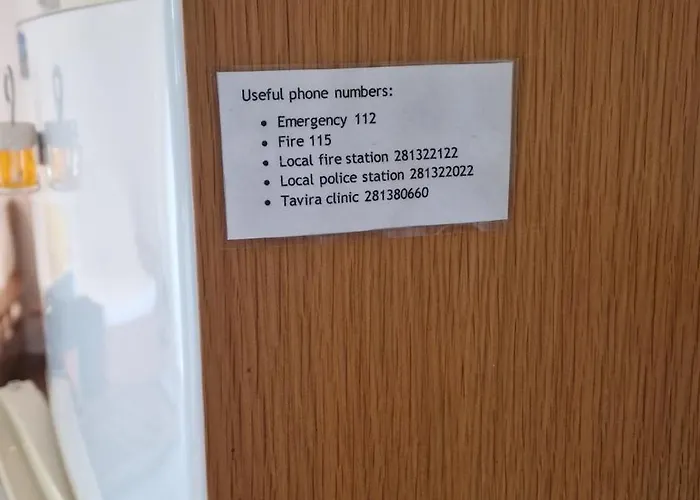 Useful phone numbers:
• Emergency 112
• Fire 115
• Local fire station 281322122
• Local police station 281322022
• Tavira clinic 281380660